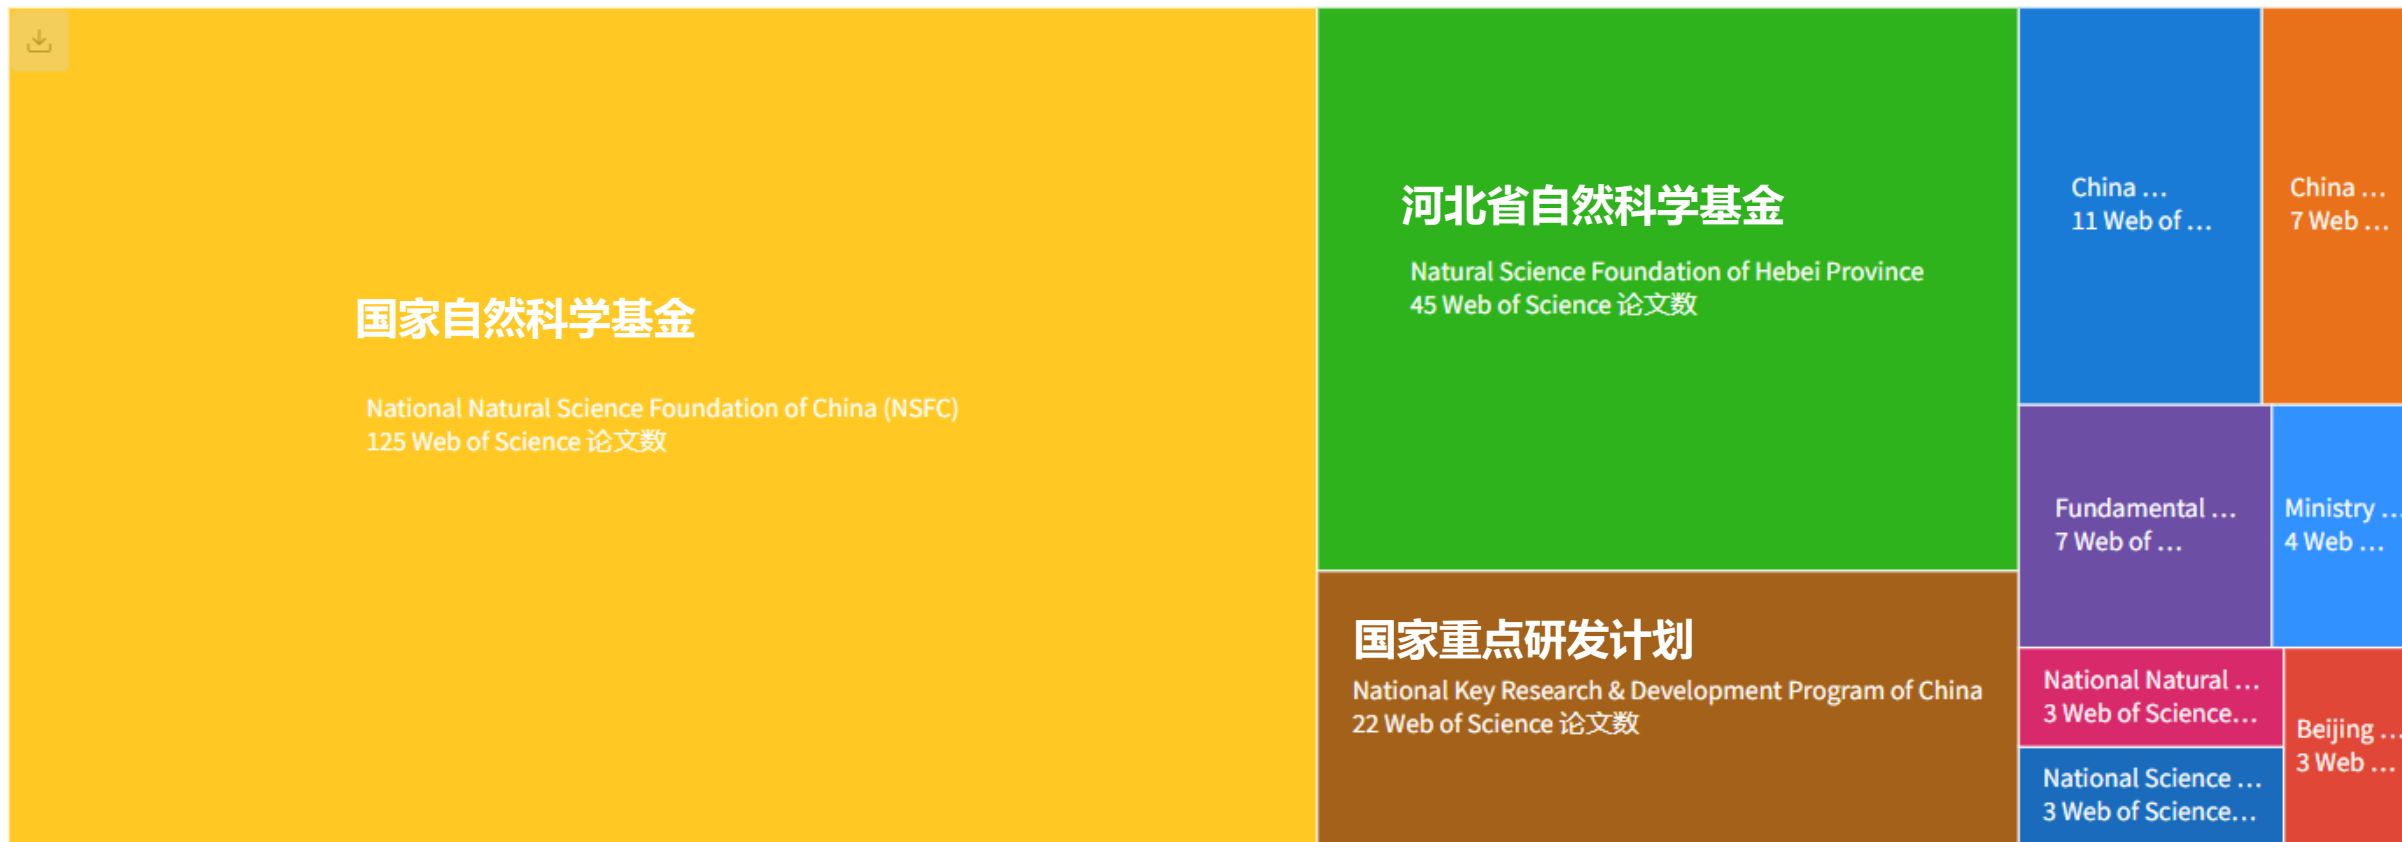 国家自然科学基金
National Natural Science Foundation of China (NSFC)
125 Web of Science 论文数
河北省自然科学基金
Natural Science Foundation of Hebei Province
45 Web of Science 论文数
国家重点研发计划
National Key Research & Development Program of China
22 Web of Science 论文数
China ...
11 Web of ...
China ...
7 Web ...
Fundamental ...
7 Web of ...
Ministry ...
4 Web ...
National Natural ...
3 Web of Science...
National Science ...
3 Web of Science...
Beijing ...
3 Web ...